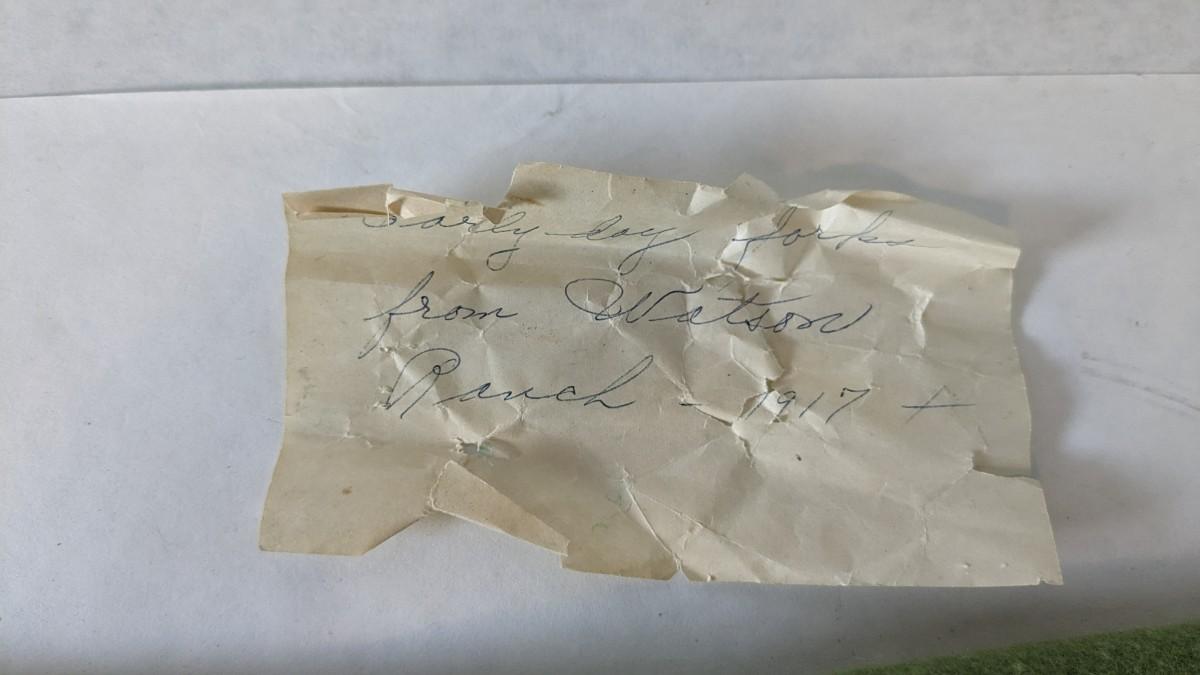 Early day forks
from Watson
Ranch - 1917 +